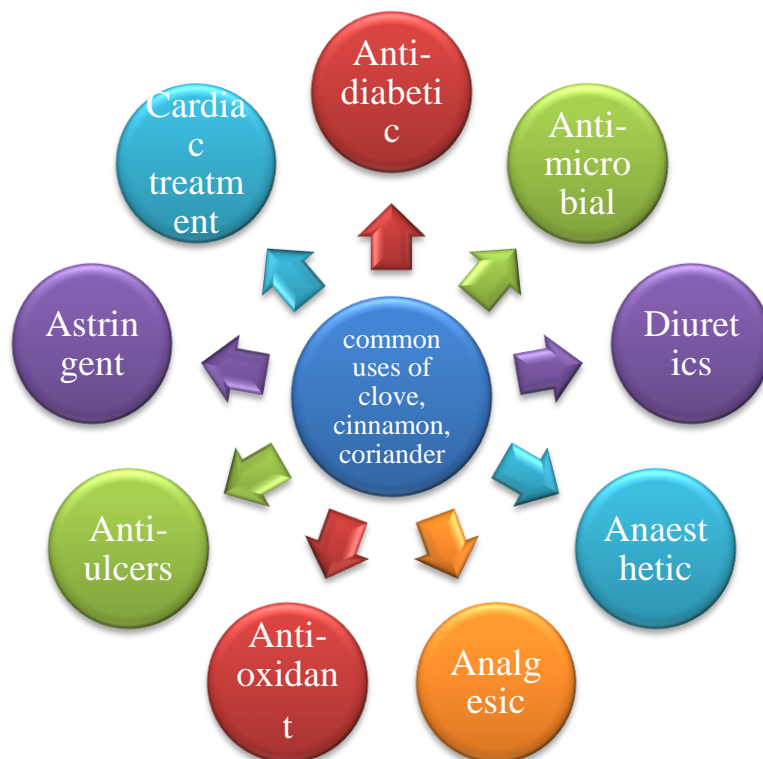 Anti-
diabeti
c
Anti-
micro
bial
Diuret
ics
Anaest
hetic
Analg
esic
Anti-
oxidan
t
Anti-
ulcers
Astrin
gent
Cardia
c
treatm
ent
common
uses of
clove,
cinnamon,
coriander